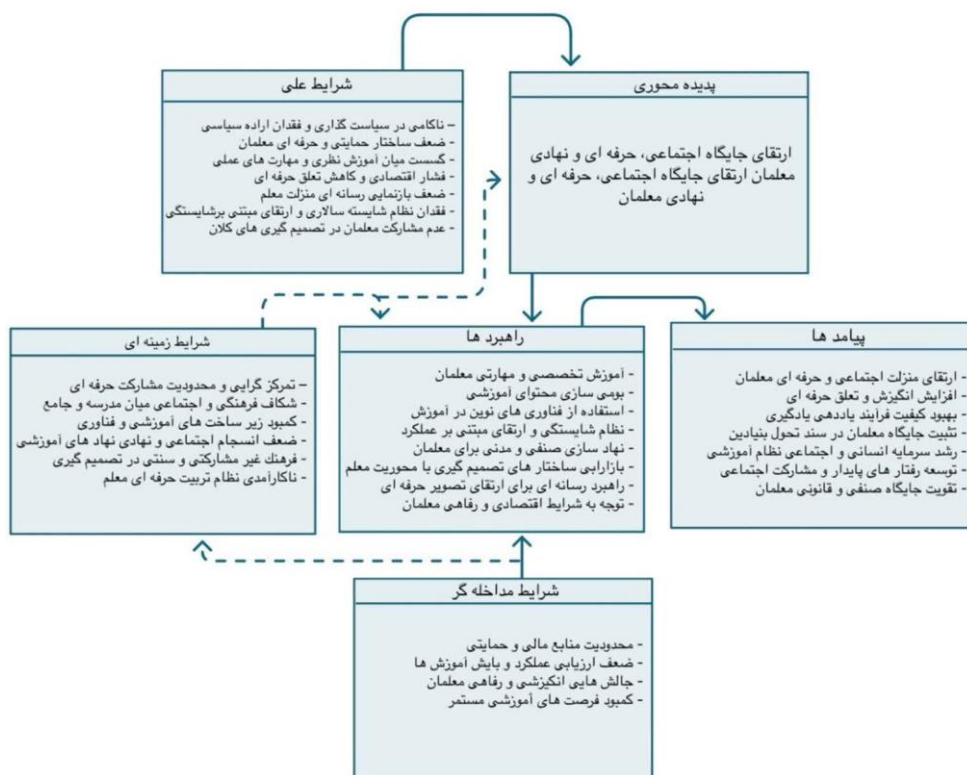 شرایط علی
– ناکامی در سیاست گذاری و فقدان اراده سیاسی
- ضعف ساختار حمایتی و حرفه ای معلمان
- گسست میان آموزش نظری و مهارت های عملی
- فشار اقتصادی و کاهش تعلق حرفه ای
- ضعف بازنمایی رسانه ای منزلت معلم
- فقدان نظام شایسته سالاری و ارتقای مبتنی برشایستگی
- عدم مشارکت معلمان در تصمیم گیری های کلان
پدیده محوری
ارتقای جایگاه اجتماعی، حرفه ای و نهادی
معلمان ارتقای جایگاه اجتماعی، حرفه ای و
نهادی معلمان
شرایط زمینه ای
– تمرکز گرایی و محدودیت مشارکت حرفه ای
- شکاف فرهنگی و اجتماعی میان مدرسه و جامع
- کمبود زیر ساخت های آموزشی و فناوری
- ضعف انسجام اجتماعی و نهادی نهاد های آموزشی
- فرهنگ غیر مشارکتی و سنتی در تصمیم گیری
- ناکارآمدی نظام تربیت حرفه ای معلم
راهبرد ها
- آموزش تخصصی و مهارتی معلمان
- بومی سازی محتوای آموزشی
- استفاده از فناوری های نوین در آموزش
- نظام شایستگی و ارتقای مبتنی بر عملکرد
- نهاد سازی صنفی و مدنی برای معلمان
- بازارایی ساختار های تصمیم گیری با محوریت معلم
- راهبرد رسانه ای برای ارتقای تصویر حرفه ای
- توجه به شرایط اقتصادی و رفاهی معلمان
پیامد ها
- ارتقای منزلت اجتماعی و حرفه ای معلمان
- افزایش انگیزش و تعلق حرفه ای
- بهبود کیفیت فرآیند یاددهی یادگیری
- تثبیت جایگاه معلمان در سند تحول بنیادین
- رشد سرمایه انسانی و اجتماعی نظام آموزشی
- توسعه رفتار های پایدار و مشارکت اجتماعی
- تقویت جایگاه صنفی و قانونی معلمان
شرایط مداخله گر
- محدودیت منابع مالی و حمایتی
- ضعف ارزیابی عملکرد و بایش آموزش ها
- جالش هایی انگیزشی و رفاهی معلمان
- کمبود فرصت های آموزشی مستمر